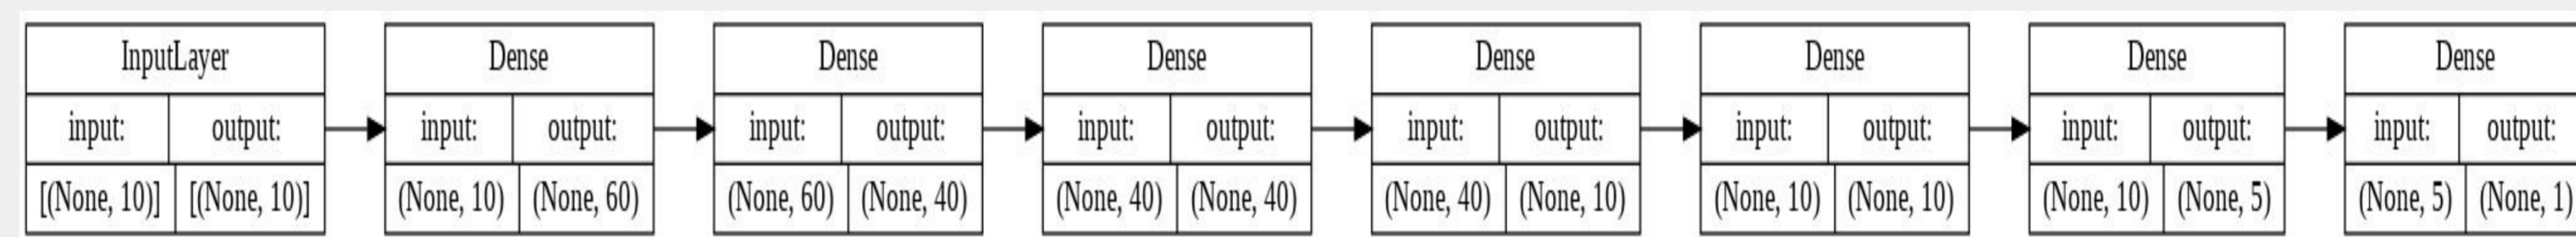 InputLayer Dense Dense Dense Dense Dense Dense Dense
input: output: input: output: input: output: input: output: input: output: input: output: input: output: input: output:
[(None, 10)] [(None, 10)] (None, 10) (None, 60) (None, 60) (None, 40) (None, 40) (None, 40) (None, 40) (None, 10) (None, 10) (None, 10) (None, 10) (None, 5) (None, 5) (None, 1)